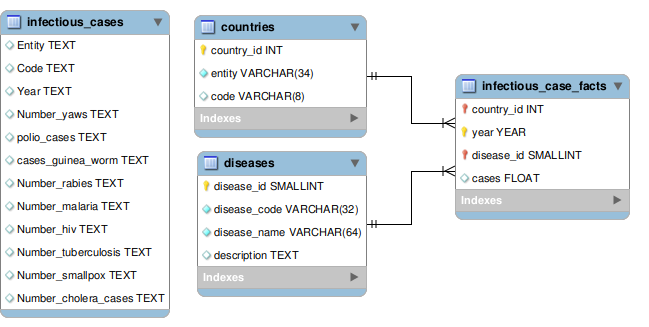 infectious_cases
Entity TEXT
Code TEXT
Year TEXT
Number_yaws TEXT
polio_cases TEXT
cases_guinea_worm TEXT
Number_rabies TEXT
Number_malaria TEXT
Number_hiv TEXT
Number_tuberculosis TEXT
Number_smallpox TEXT
Number_cholera_cases TEXT
countries
country_id INT
entity VARCHAR(34)
code VARCHAR(8)
Indexes
diseases
disease_id SMALLINT
disease_code VARCHAR(32)
disease_name VARCHAR(64)
description TEXT
Indexes
infectious_case_facts
country_id INT
year YEAR
disease_id SMALLINT
cases FLOAT
Indexes